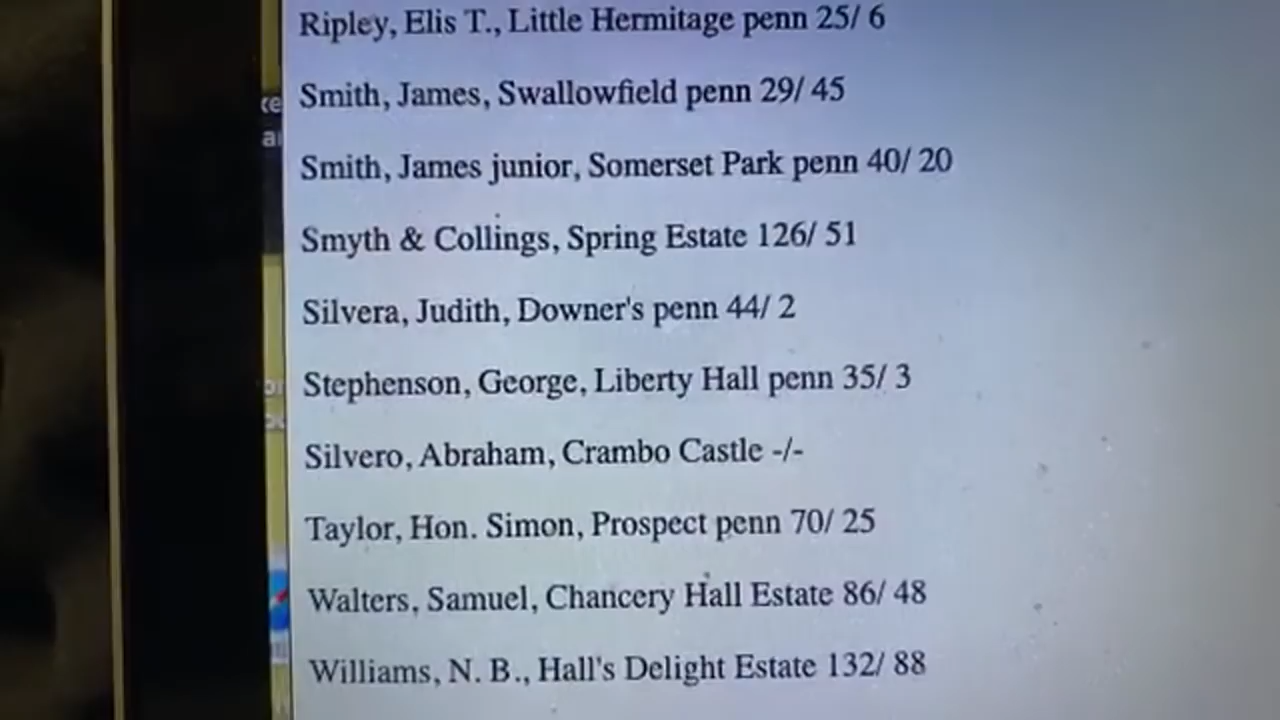 Ripley, Elis T., Little Hermitage penn 25/ 6
Smith, James, Swallowfield penn 29/ 45
Smith, James junior, Somerset Park penn 40/ 20
Smyth & Collings, Spring Estate 126/ 51
Silvera, Judith, Downer's penn 44/ 2
Stephenson, George, Liberty Hall penn 35/ 3
Silvero, Abraham, Crambo Castle -/-
Taylor, Hon. Simon, Prospect penn 70/ 25
Walters, Samuel, Chancery Hall Estate 86/ 48
Williams, N. B., Hall's Delight Estate 132/ 88